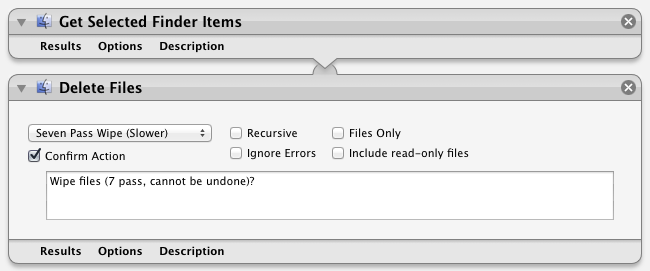 Get Selected Finder Items
Results Options Description
Delete Files
Seven Pass Wipe (Slower) Recursive Files Only
Confirm Action Ignore Errors Include read-only files
Wipe files (7 pass, cannot be undone)?
Results Options Description